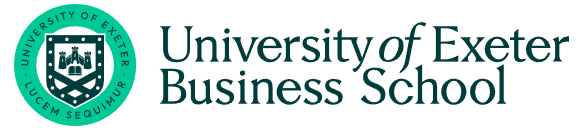 UNIVERSITY OF EXETER
LUCEM SEQUIMUR
University of Exeter
Business School